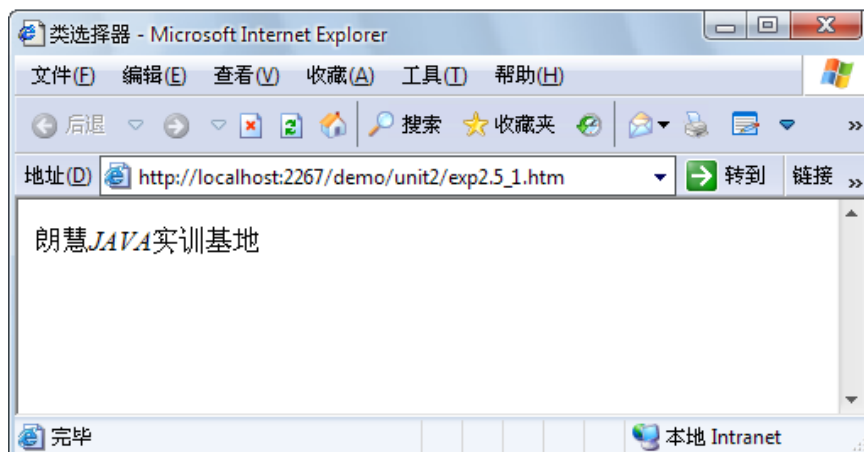 类选择器 - Microsoft Internet Explorer
文件(F) 编辑(E) 查看(V) 收藏(A) 工具(T) 帮助(H)
后退 搜索 收藏夹 »
地址(D) http://localhost:2267/demo/unit2/exp2.5_1.htm 转到 链接 »
朗慧JAVA实训基地
完毕 本地 Intranet